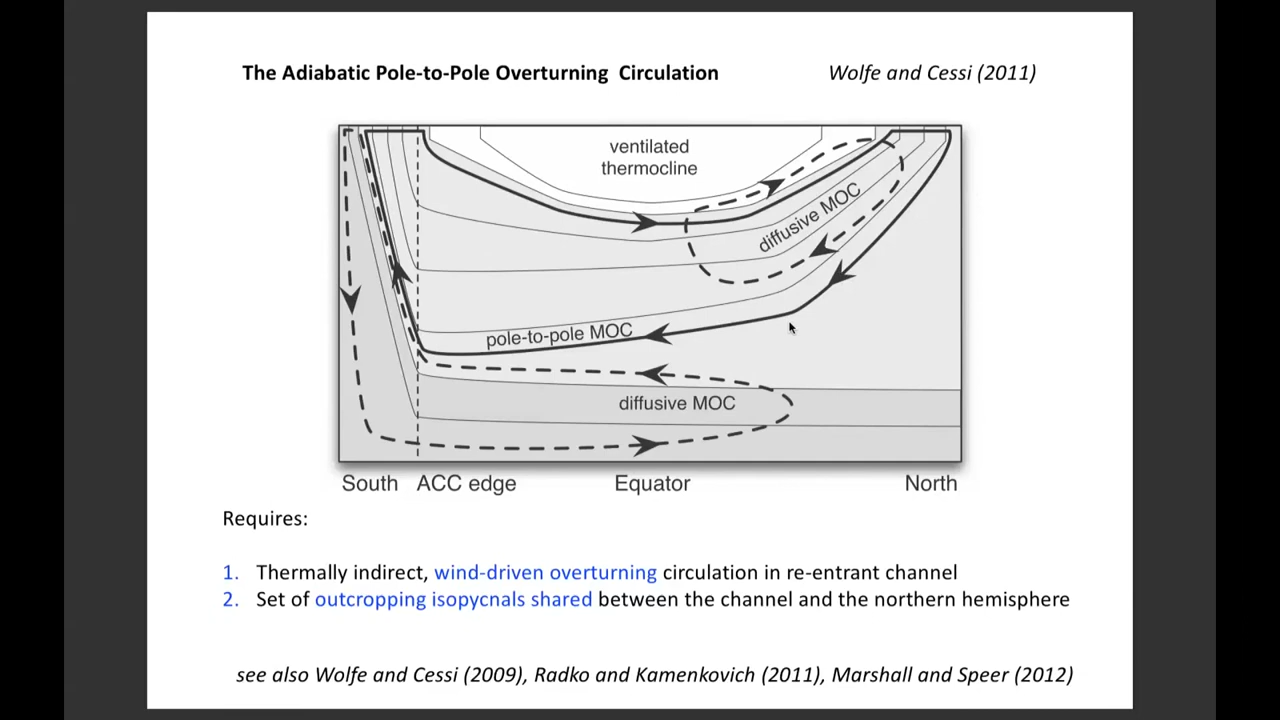 The Adiabatic Pole-to-Pole Overturning Circulation
Wolfe and Cessi (2011)
ventilated
thermocline
diffusive MOC
pole-to-pole MOC
diffusive MOC
South
ACC edge
Equator
North
Requires:
1. Thermally indirect, wind-driven overturning circulation in re-entrant channel
2. Set of outcropping isopycnals shared between the channel and the northern hemisphere
see also Wolfe and Cessi (2009), Radko and Kamenkovich (2011), Marshall and Speer (2012)